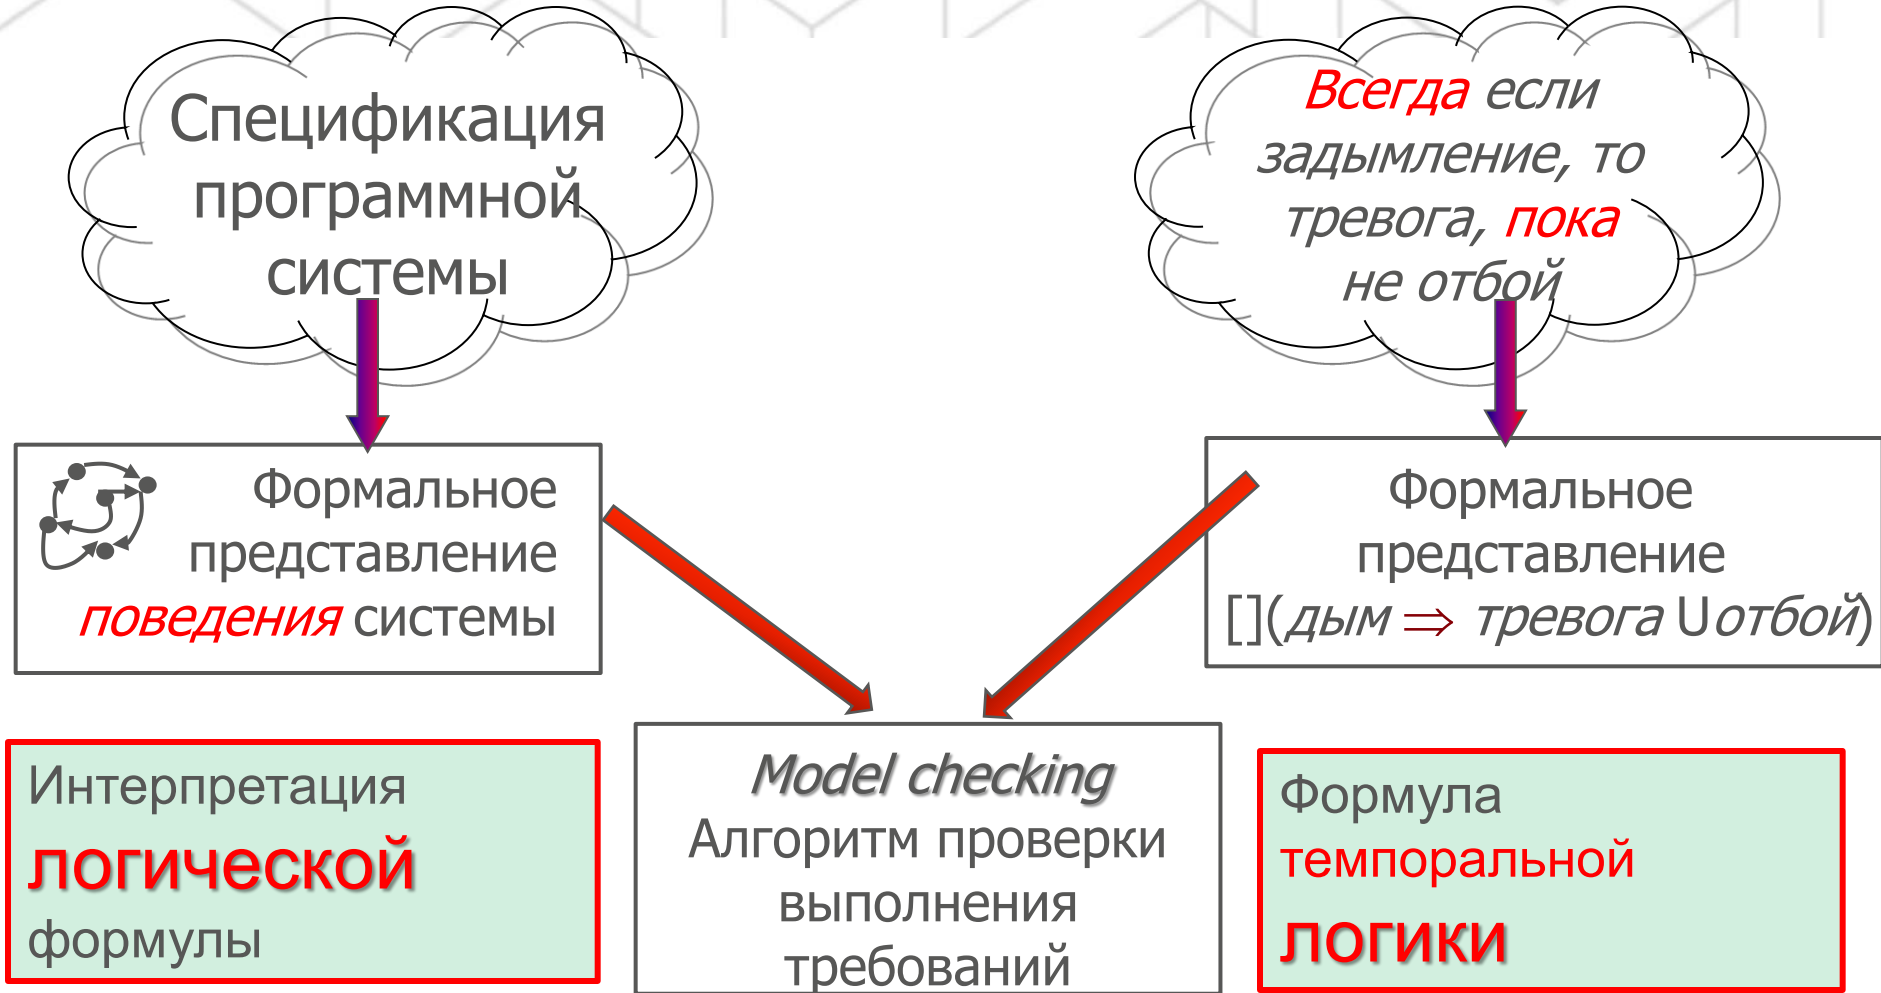 Спецификация
программной
системы
Всегда если
задымление, то
тревога, пока
не отбой
Формальное
представление
поведения системы
Формальное
представление
[](дым ⇒ тревога U отбой)
Интерпретация
логической
формулы
Model checking
Алгоритм проверки
выполнения
требований
Формула
темпоральной
логики